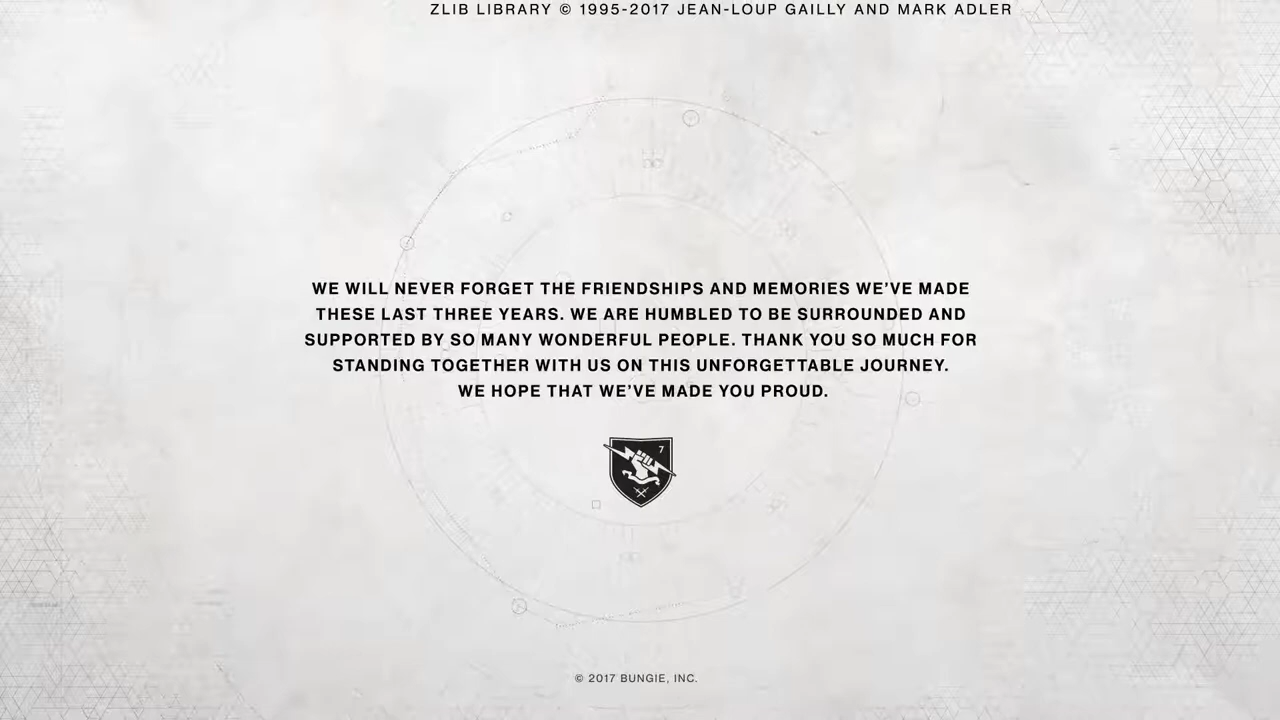 ZLIB LIBRARY © 1995-2017 JEAN-LOUP GAILLY AND MARK ADLER
WE WILL NEVER FORGET THE FRIENDSHIPS AND MEMORIES WE'VE MADE
THESE LAST THREE YEARS. WE ARE HUMBLED TO BE SURROUNDED AND
SUPPORTED BY SO MANY WONDERFUL PEOPLE. THANK YOU SO MUCH FOR
STANDING TOGETHER WITH US ON THIS UNFORGETTABLE JOURNEY.
WE HOPE THAT WE'VE MADE YOU PROUD.
7
© 2017 BUNGIE, INC.